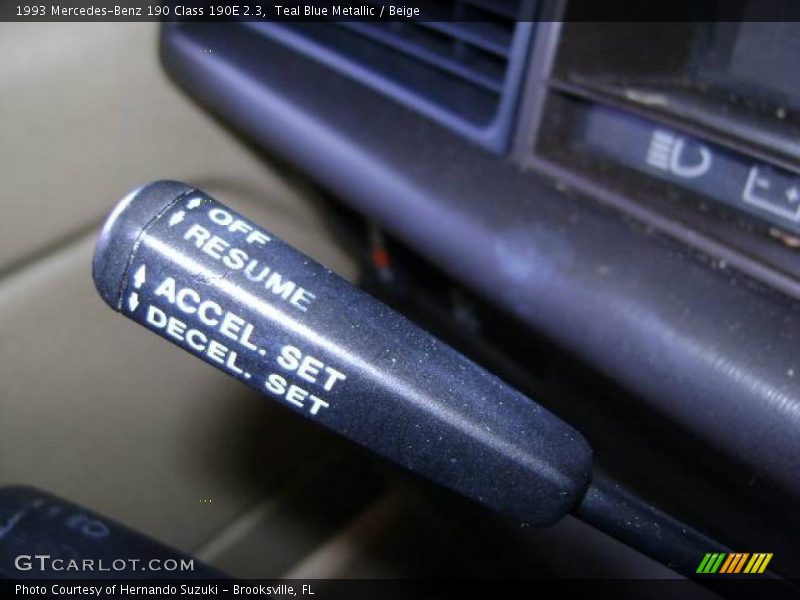 1993 Mercedes-Benz 190 Class 190E 2.3, Teal Blue Metallic / Beige
OFF
RESUME
ACCEL. SET
DECEL. SET
GTCARLOT.COM
Photo Courtesy of Hernando Suzuki - Brooksville, FL